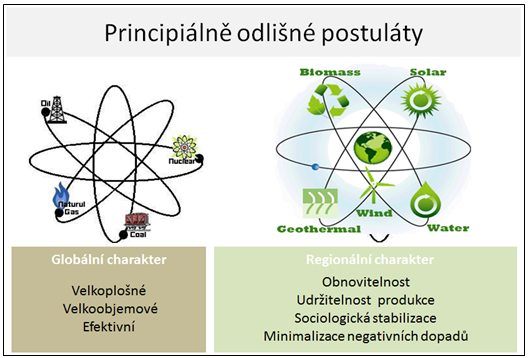 Principiálně odlišné postuláty
Oil
Nuclear
Naturul
Gas
Coal
Biomass
Solar
Geothermal
Wind
Water
Globální charakter
Velkoplošné
Velkoobjemové
Efektivní
Regionální charakter
Obnovitelnost
Udržitelnost produkce
Sociologická stabilizace
Minimalizace negativních dopadů